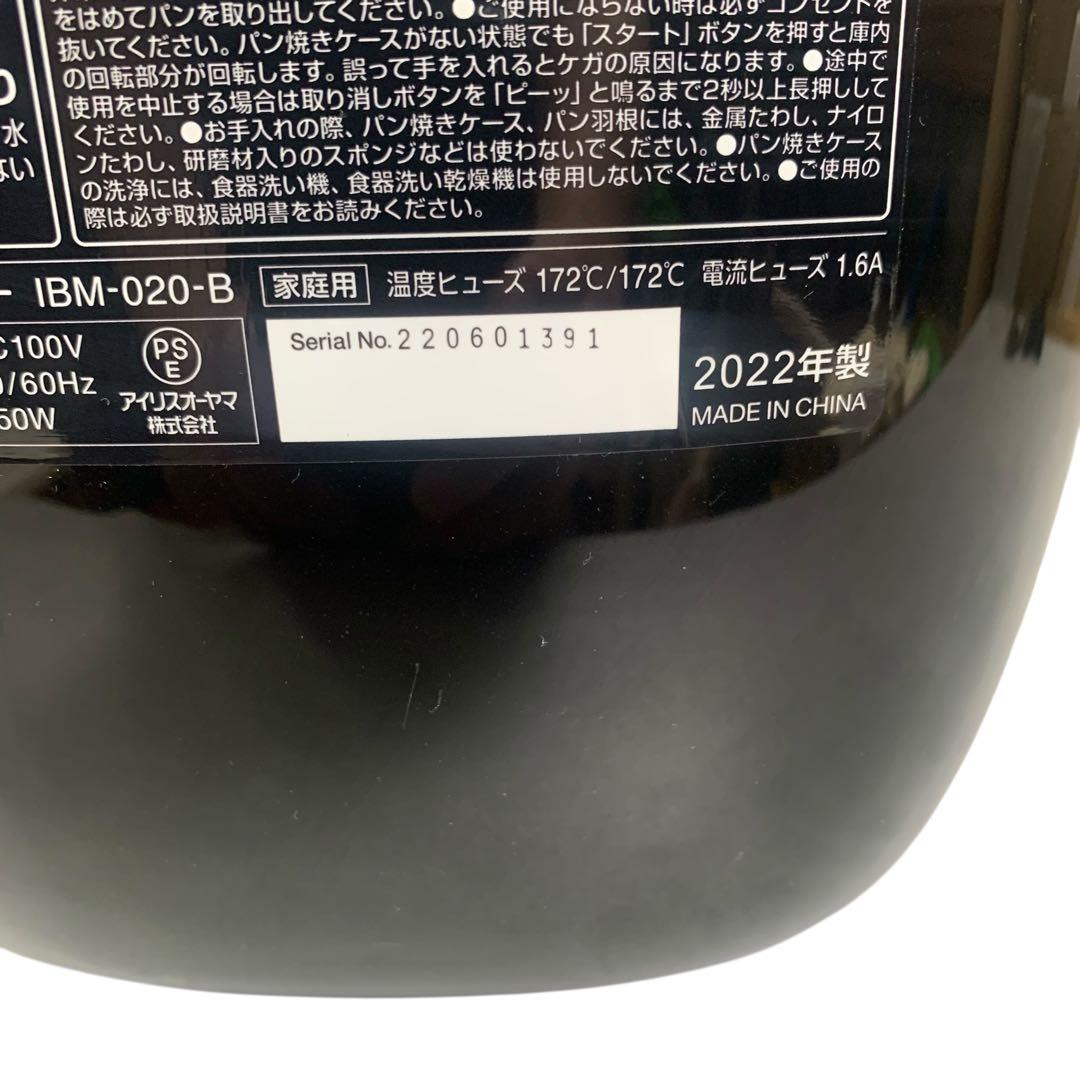 をはめてパンを取り出してください。●ご使用にならない時は必ずコンセントを
抜いてください。パン焼きケースがない状態でも「スタート」ボタンを押すと庫内
の回転部分が回転します。誤って手を入れるとケガの原因になります。●途中で
使用を中止する場合は取り消しボタンを「ピーッ」と鳴るまで2秒以上長押しして
ください。●お手入れの際、パン焼きケース、パン羽根には、金属たわし、ナイロ
ンたわし、研磨材入りのスポンジなどは使わないでください。●パン焼きケース
の洗浄には、食器洗い機、食器洗い乾燥機は使用しないでください。●ご使用の
際は必ず取扱説明書をお読みください。
水
ない
IBM-020-B 家庭用 温度ヒューズ 172℃/172℃ 電流ヒューズ 1.6A
C100V
/60Hz
50W
PSE
アイリスオーヤマ
株式会社
Serial No. 220601391
2022年製
MADE IN CHINA